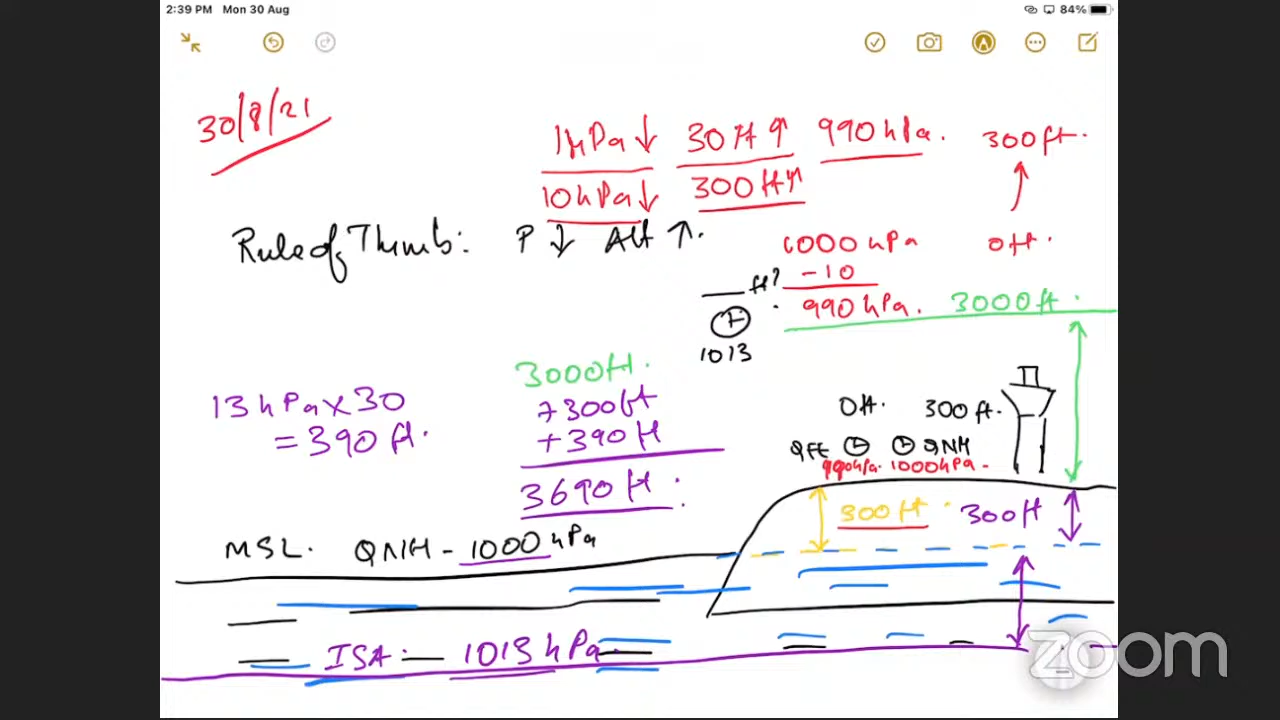 2:39 PM Mon 30 Aug
84%
30/8/21
1hPa↓ 30ft↑ 990hPa. 300ft.
10hPa↓ 300ft↑
Rule of Thumb: P↓ Alt↑.
1000hPa 0ft.
-10
ft? 990hPa. 3000ft.
1013
3000ft.
13hPa×30
+300ft
=390ft.
+390ft
3690ft
0ft. 300ft.
QFE QNH
990hPa. 1000hPa
300ft 300ft
MSL. QNH-1000hPa
ISA: 1013hPa
zoom